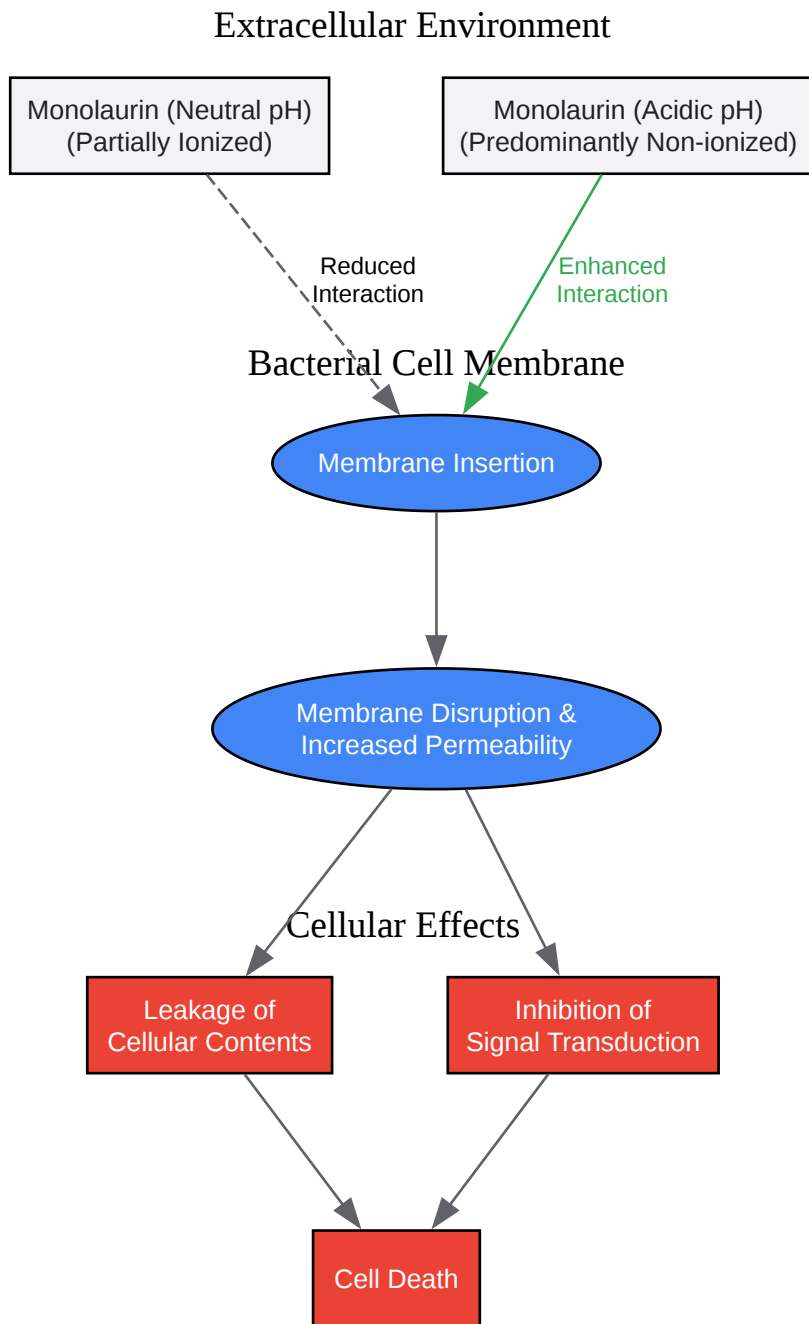 Extracellular Environment
Monolaurin (Neutral pH)
(Partially Ionized)
Monolaurin (Acidic pH)
(Predominantly Non-ionized)
Reduced
Interaction
Enhanced
Interaction
Bacterial Cell Membrane
Membrane Insertion
Membrane Disruption &
Increased Permeability
Cellular Effects
Leakage of
Cellular Contents
Inhibition of
Signal Transduction
Cell Death